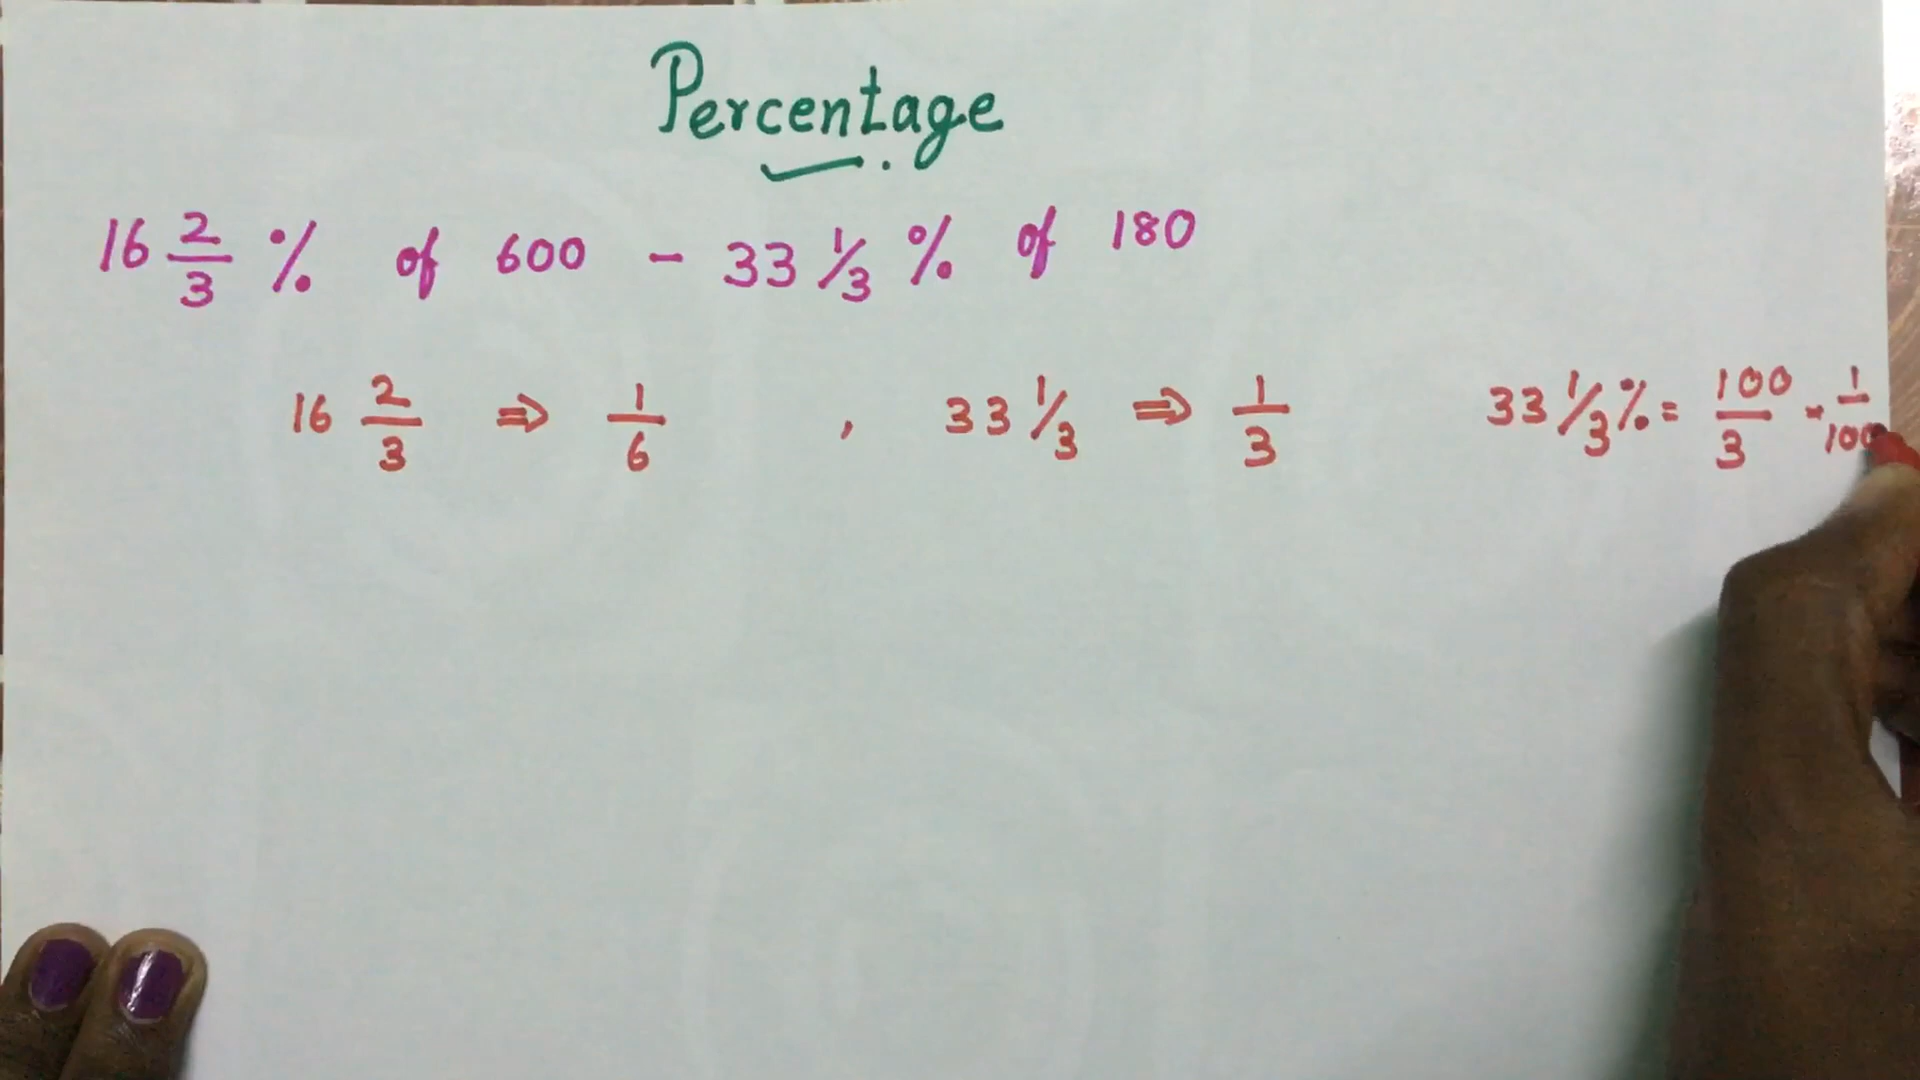 Percentage
16 2/3 % of 600 - 33 1/3 % of 180
16 2/3 ⇒ 1/6 , 33 1/3 ⇒ 1/3 33 1/3 % = 100/3 × 1/100